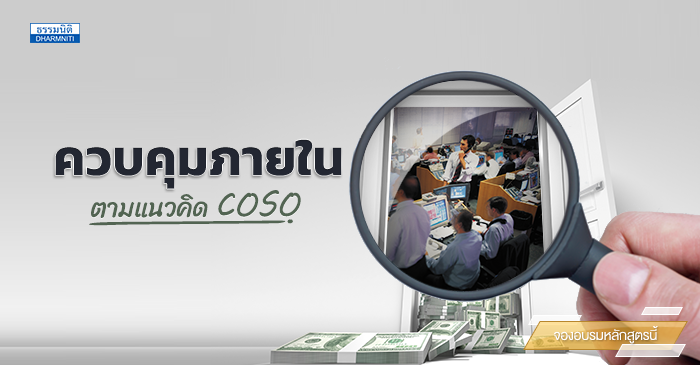 ธรรมนิติ
DHARMNITI
ควบคุมภายใน
ตามแนวคิด COSO
จองอบรมหลักสูตรนี้